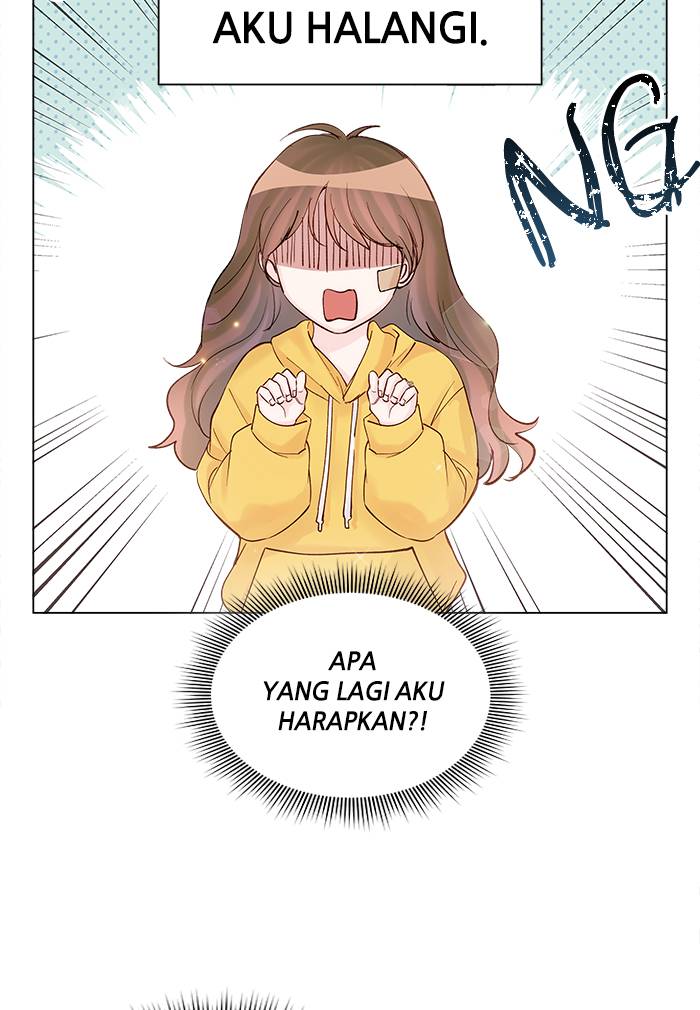 AKU HALANGI.
NG
APA
YANG LAGI AKU
HARAPKAN?!